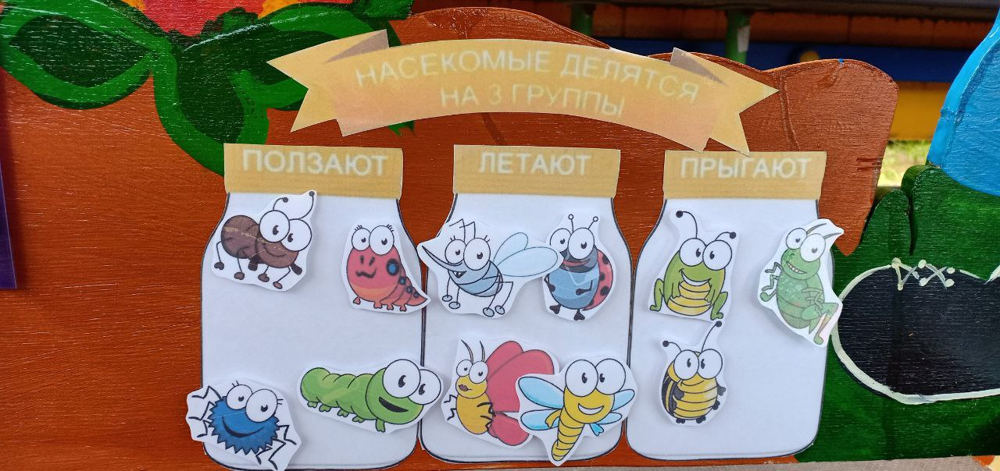 НАСЕКОМЫЕ ДЕЛЯТСЯ
НА 3 ГРУППЫ
ПОЛЗАЮТ
ЛЕТАЮТ
ПРЫГАЮТ